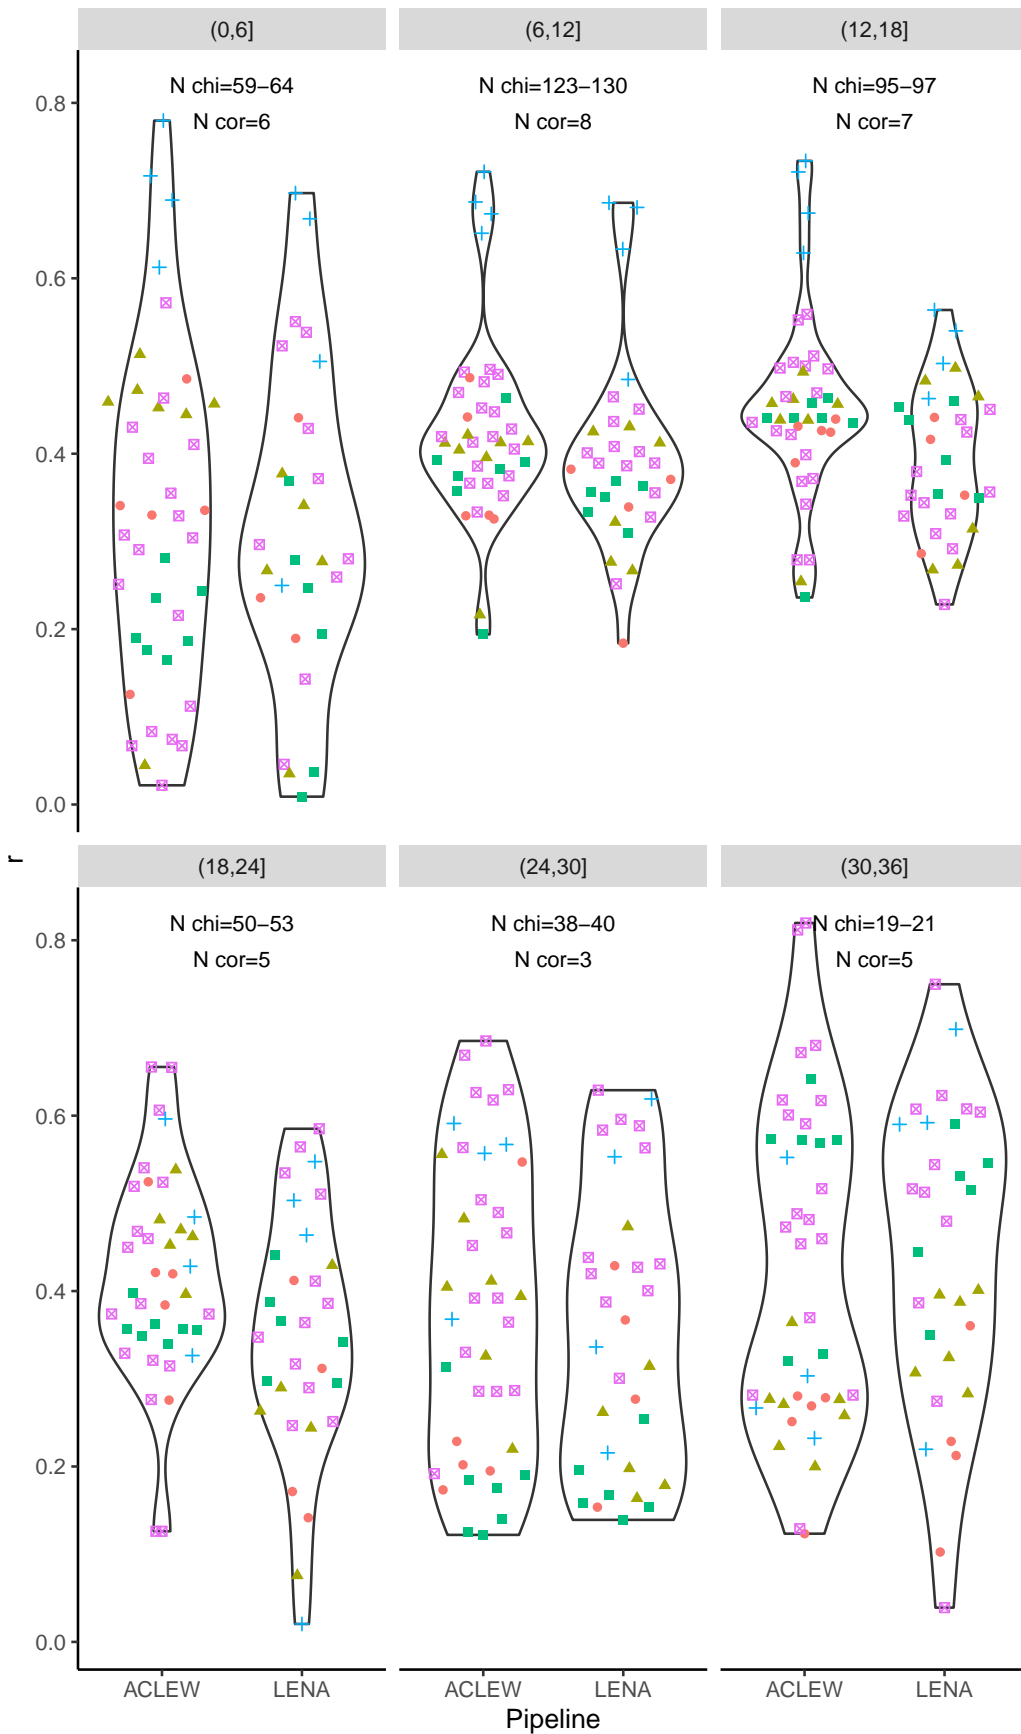 (0,6]
(6,12]
(12,18]
N chi=59−64
N cor=6
N chi=123−130
N cor=8
N chi=95−97
N cor=7
0.8
0.6
0.4
0.2
0.0
r
(18,24]
(24,30]
(30,36]
N chi=50−53
N cor=5
N chi=38−40
N cor=3
N chi=19−21
N cor=5
0.8
0.6
0.4
0.2
0.0
ACLEW LENA ACLEW LENA ACLEW LENA
Pipeline